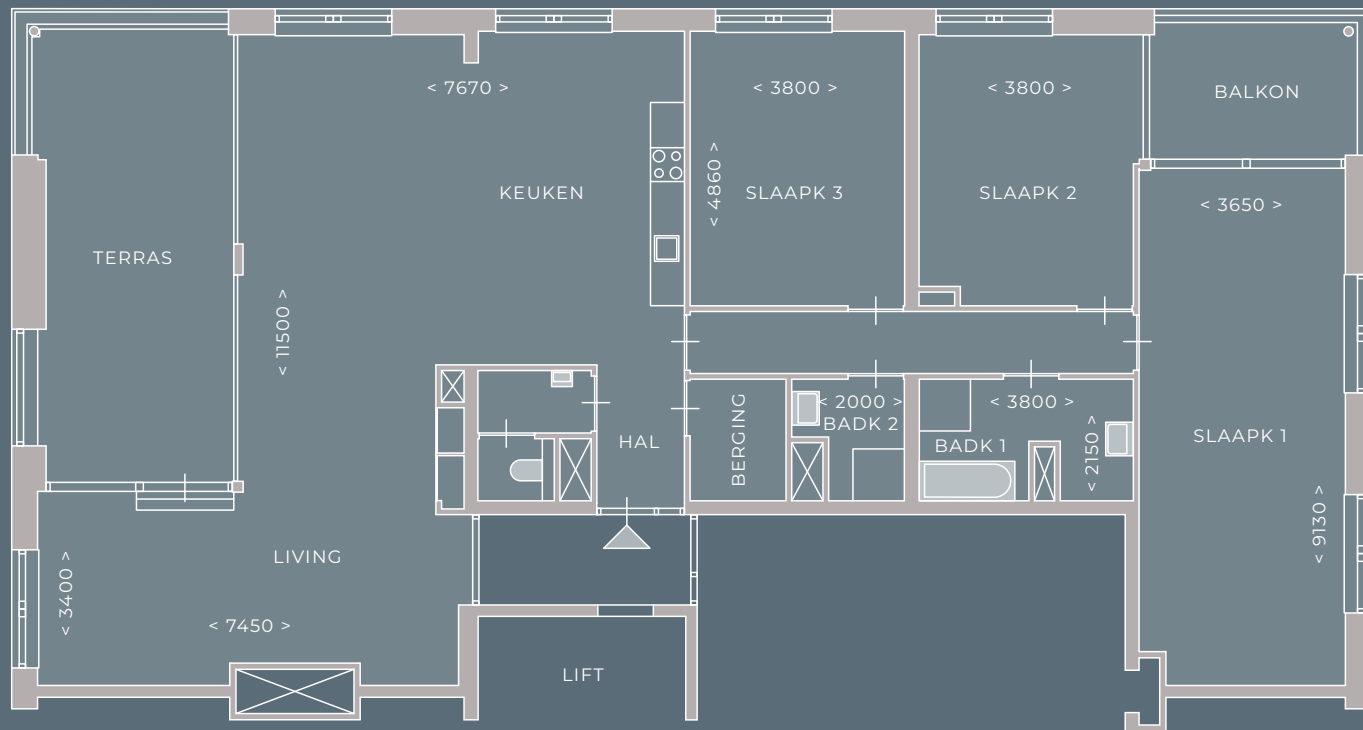 < 7670 >
< 3800 >
< 3800 >
BALKON
< 4860 >
KEUKEN
SLAAPK 3
SLAAPK 2
< 3650 >
TERRAS
< 11500 >
< 2000 >
< 3800 >
BADK 2
HAL
BERGING
BADK 1
< 2150 >
SLAAPK 1
< 9130 >
LIVING
< 3400 >
< 7450 >
LIFT